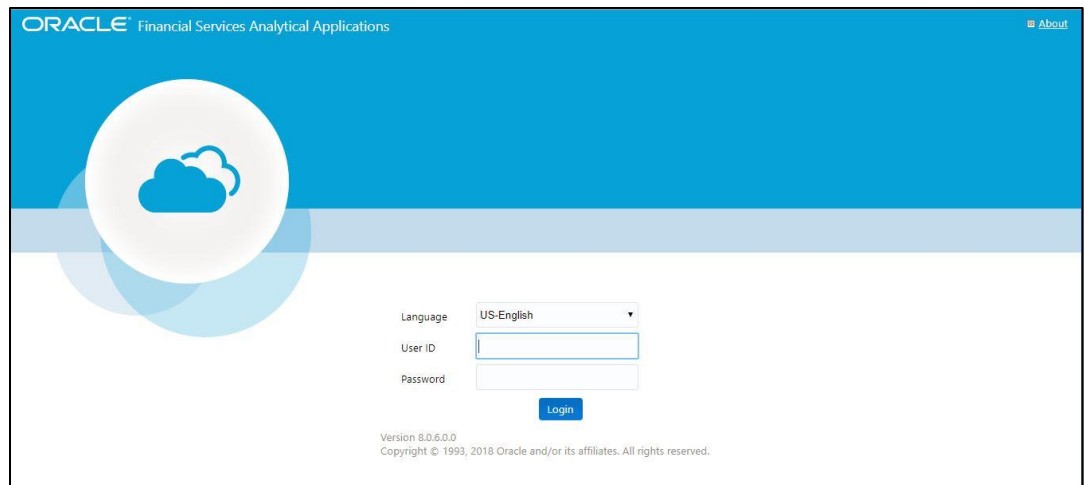 ORACLE® Financial Services Analytical Applications
About
Language US-English
User ID
Password
Login
Version 8.0.6.0.0
Copyright © 1993, 2018 Oracle and/or its affiliates. All rights reserved.